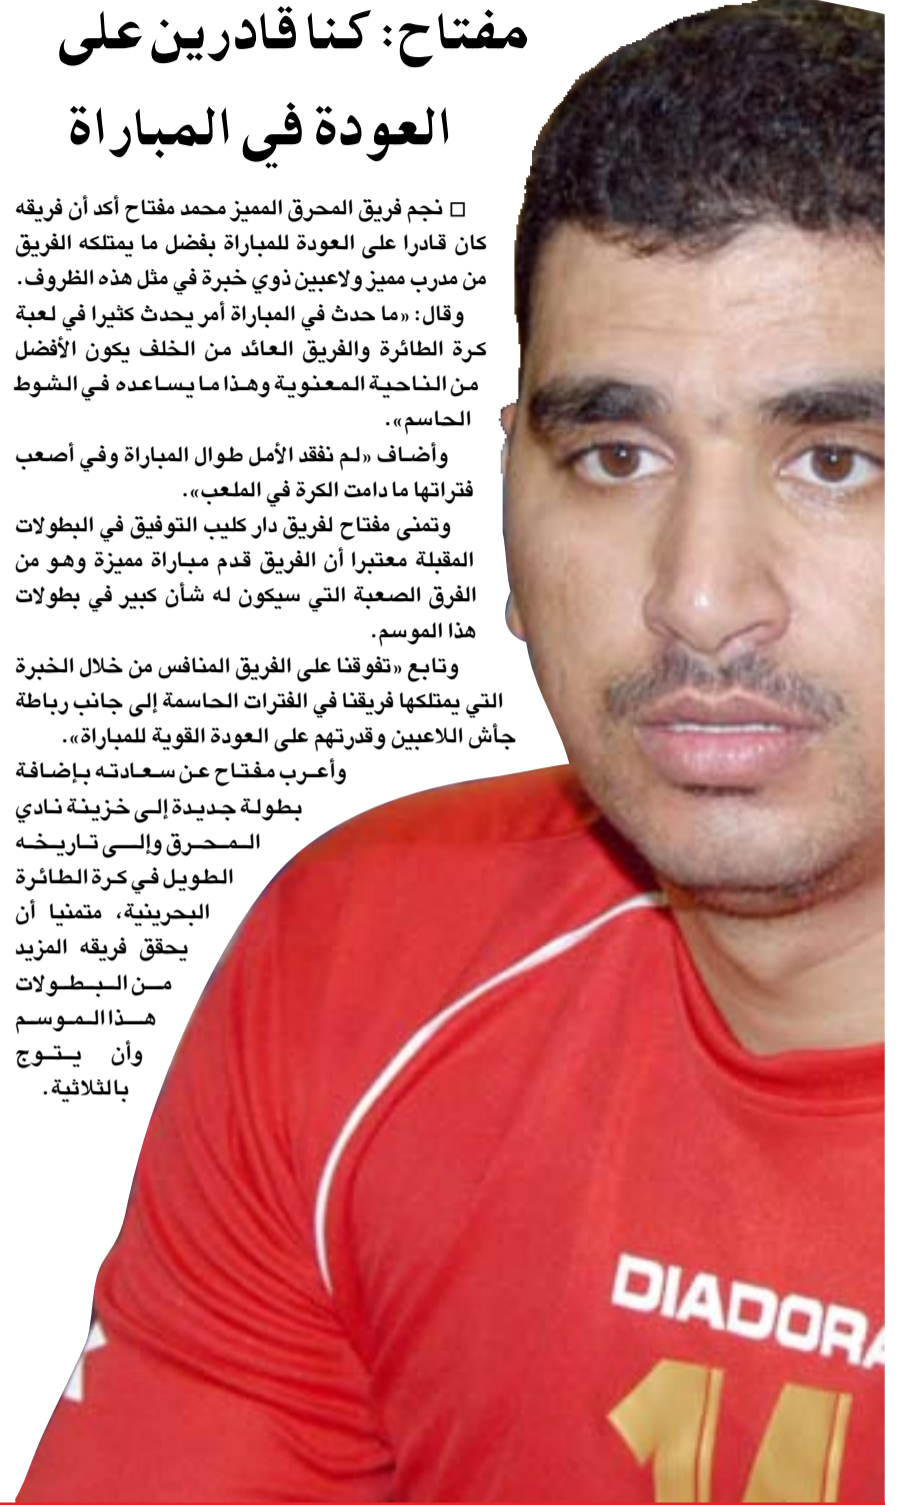 مفتاح: كنا قادرين على
العودة في المباراة
□ نجم فريق المحرق المميز محمد مفتاح أكد أن فريقه
كان قادرا على العودة للمباراة بفضل ما يمتلكه الفريق
من مدرب مميز ولاعبين ذوي خبرة في مثل هذه الظروف.
وقال: «ما حدث في المباراة أمر يحدث كثيرا في لعبة
كرة الطائرة والفريق العائد من الخلف يكون الأفضل
من الناحية المعنوية وهذا ما يساعده في الشوط
الحاسم».
وأضاف «لم نفقد الأمل طوال المباراة وفي أصعب
فتراتها ما دامت الكرة في الملعب».
وتمنى مفتاح لفريق دار كليب التوفيق في البطولات
المقبلة معتبرا أن الفريق قدم مباراة مميزة وهو من
الفرق الصعبة التي سيكون له شأن كبير في بطولات
هذا الموسم.
وتابع «تفوقنا على الفريق المنافس من خلال الخبرة
التي يمتلكها فريقنا في الفترات الحاسمة إلى جانب رباطة
جأش اللاعبين وقدرتهم على العودة القوية للمباراة».
وأعرب مفتاح عن سعادته بإضافة
بطولة جديدة إلى خزينة نادي
المحرق وإلى تاريخه
الطويل في كرة الطائرة
البحرينية، متمنيا أن
يحقق فريقه المزيد
من البطولات
هذا الموسم
وأن يتوج
بالثلاثية.
DIADORA
14